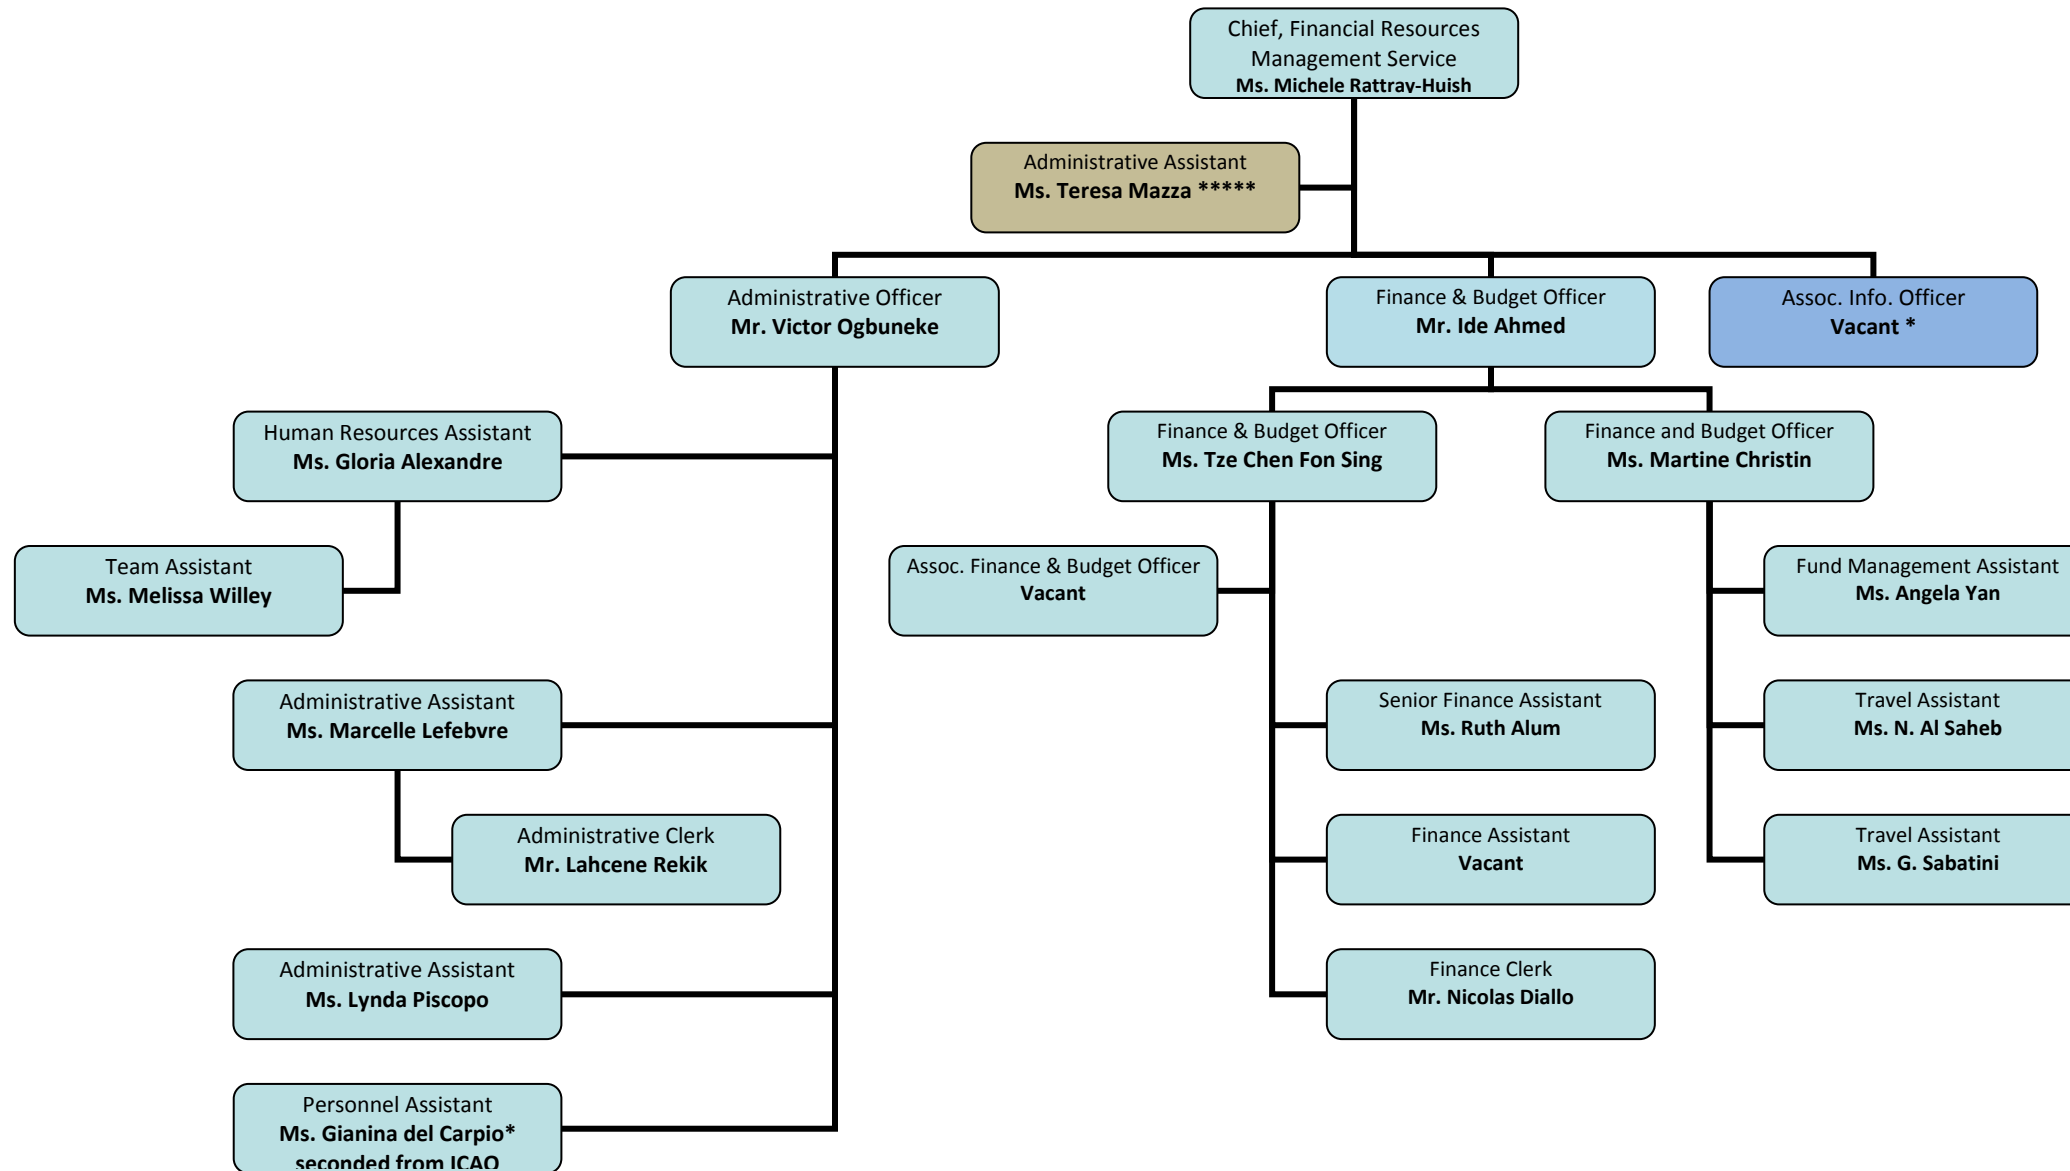 Chief, Financial Resources
Management Service
Ms. Michele Rattray-Huish
Administrative Assistant
Ms. Teresa Mazza *****
Administrative Officer
Mr. Victor Ogbuneke
Finance & Budget Officer
Mr. Ide Ahmed
Assoc. Info. Officer
Vacant *
Human Resources Assistant
Ms. Gloria Alexandre
Finance & Budget Officer
Ms. Tze Chen Fon Sing
Finance and Budget Officer
Ms. Martine Christin
Team Assistant
Ms. Melissa Willey
Assoc. Finance & Budget Officer
Vacant
Fund Management Assistant
Ms. Angela Yan
Administrative Assistant
Ms. Marcelle Lefebvre
Senior Finance Assistant
Ms. Ruth Alum
Travel Assistant
Ms. N. Al Saheb
Administrative Clerk
Mr. Lahcene Rekik
Finance Assistant
Vacant
Travel Assistant
Ms. G. Sabatini
Administrative Assistant
Ms. Lynda Piscopo
Finance Clerk
Mr. Nicolas Diallo
Personnel Assistant
Ms. Gianina del Carpio*
seconded from ICAO